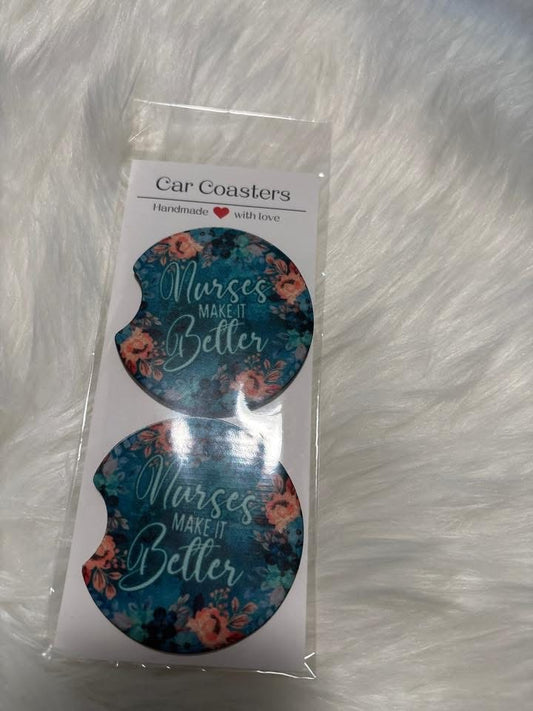 Car Coasters
Handmade ❤ with love
Nurses
MAKE IT
Better
Nurses
MAKE IT
Better